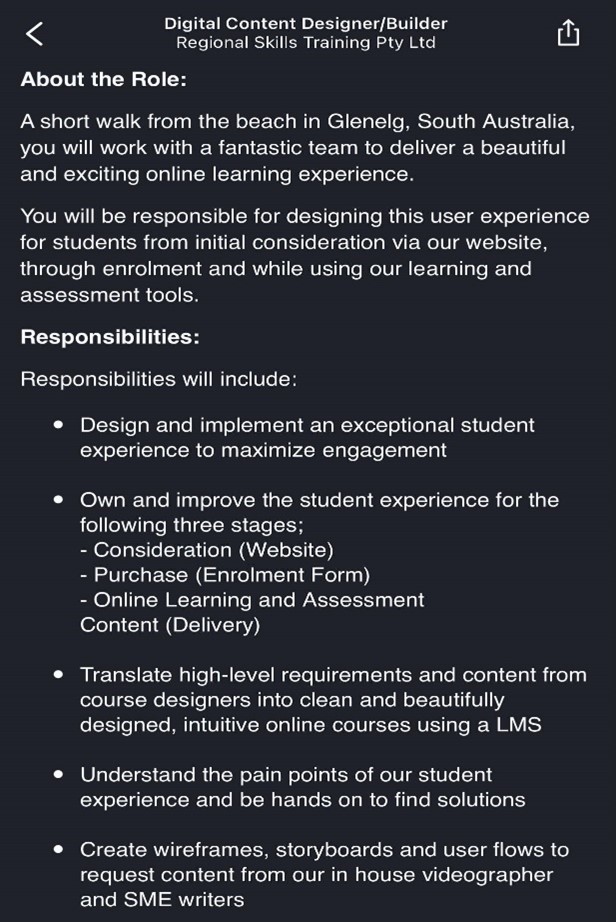 Digital Content Designer/Builder
Regional Skills Training Pty Ltd
About the Role:
A short walk from the beach in Glenelg, South Australia,
you will work with a fantastic team to deliver a beautiful
and exciting online learning experience.
You will be responsible for designing this user experience
for students from initial consideration via our website,
through enrolment and while using our learning and
assessment tools.
Responsibilities:
Responsibilities will include:
• Design and implement an exceptional student
experience to maximize engagement
• Own and improve the student experience for the
following three stages;
- Consideration (Website)
- Purchase (Enrolment Form)
- Online Learning and Assessment
Content (Delivery)
• Translate high-level requirements and content from
course designers into clean and beautifully
designed, intuitive online courses using a LMS
• Understand the pain points of our student
experience and be hands on to find solutions
• Create wireframes, storyboards and user flows to
request content from our in house videographer
and SME writers